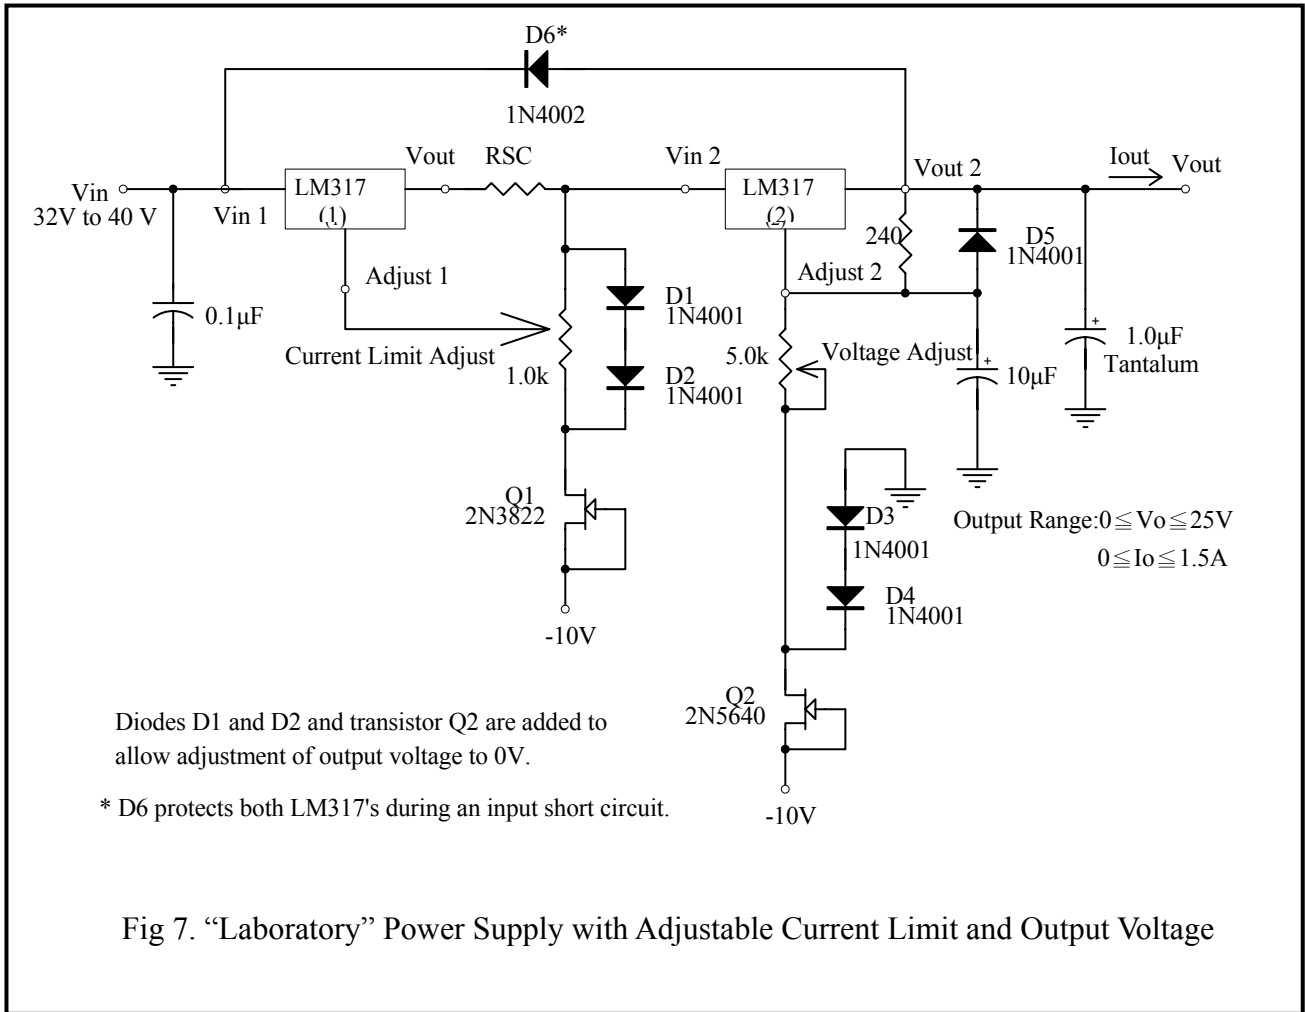 D6*
1N4002
Vout
RSC
Vin 2
Vout 2
Iout
Vout
Vin
32V to 40 V
Vin 1
LM317
(1)
LM317
(2)
240
D5
1N4001
Adjust 1
Adjust 2
0.1μF
D1
1N4001
Current Limit Adjust
1.0k
D2
1N4001
5.0k
Voltage Adjust
+
10μF
+
1.0μF
Tantalum
Q1
2N3822
D3
1N4001
Output Range:0≦Vo≦25V
0≦Io≦1.5A
D4
1N4001
-10V
Q2
2N5640
-10V
Diodes D1 and D2 and transistor Q2 are added to
allow adjustment of output voltage to 0V.
* D6 protects both LM317's during an input short circuit.
Fig 7. “Laboratory” Power Supply with Adjustable Current Limit and Output Voltage